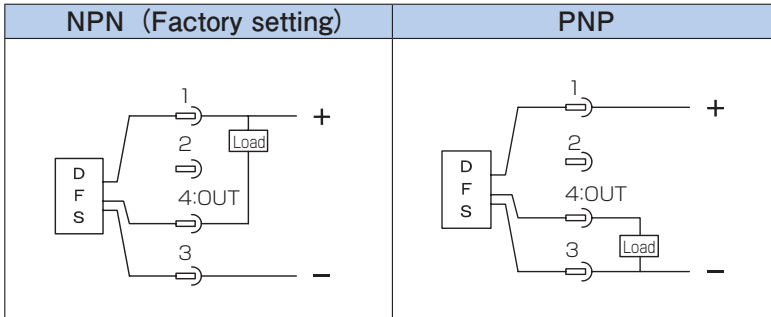 NPN (Factory setting)
PNP
1
+
2
Load
D
F
S
4:OUT
3
−
1
+
2
D
F
S
4:OUT
3
Load
−